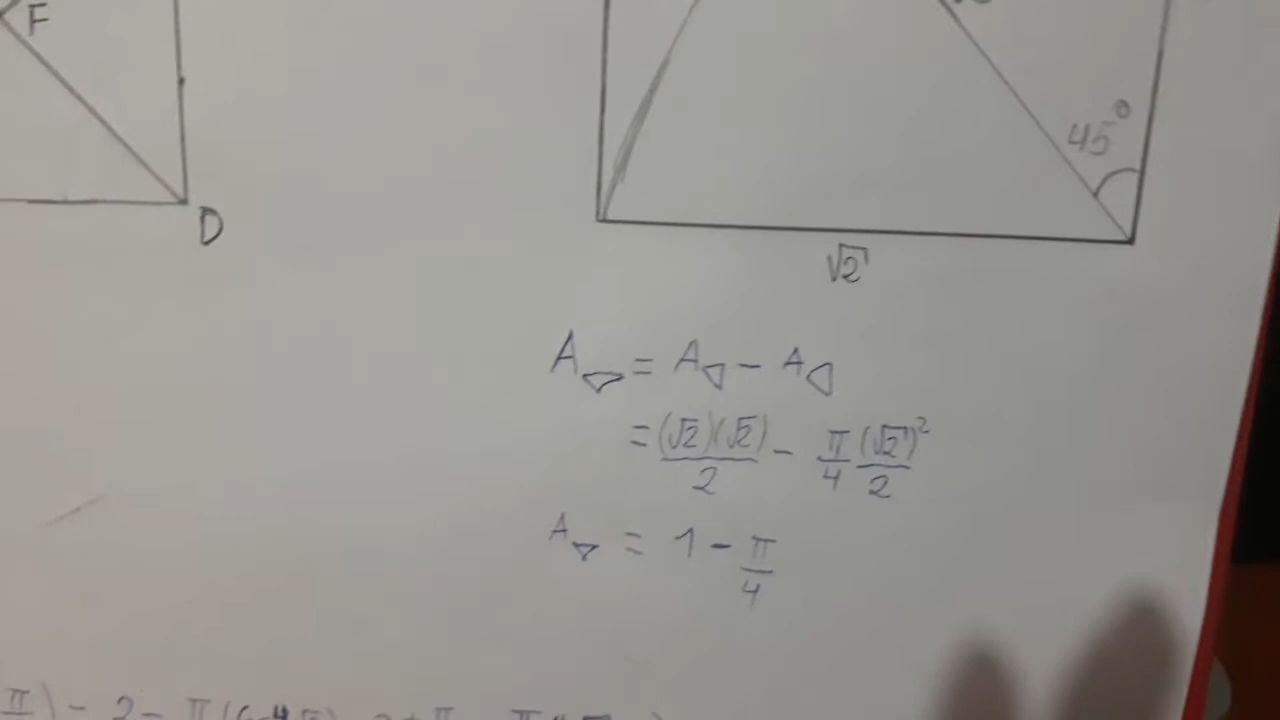 F
45°
D
√2
A▽ = A▽ - A◁
= (√2)(√2)/2 - π/4 (√2)²/2
A▽ = 1 - π/4